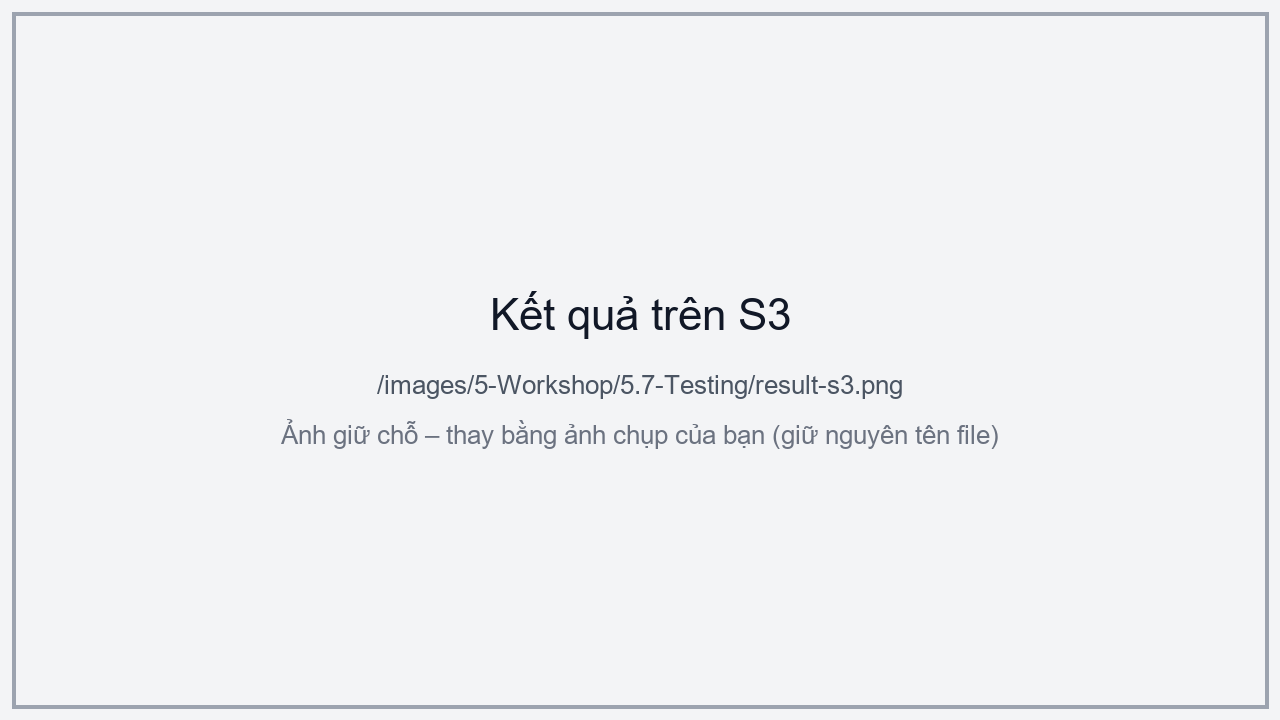 Kết quả trên S3
/images/5-Workshop/5.7-Testing/result-s3.png
Ảnh giữ chỗ – thay bằng ảnh chụp của bạn (giữ nguyên tên file)